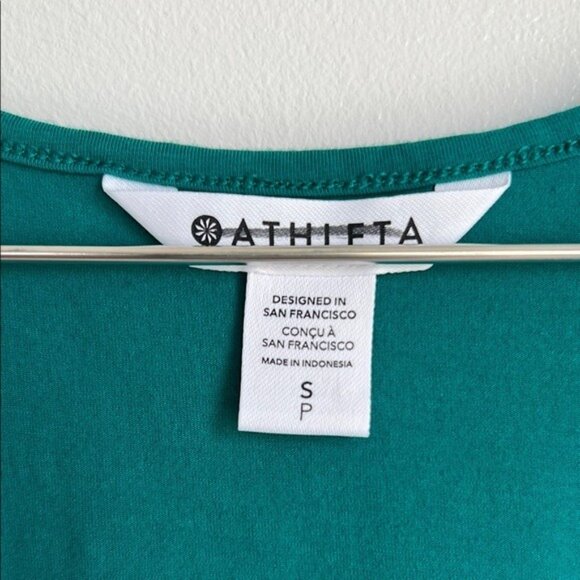 ATHLETA
DESIGNED IN
SAN FRANCISCO
CONÇU À
SAN FRANCISCO
MADE IN INDONESIA
S
P